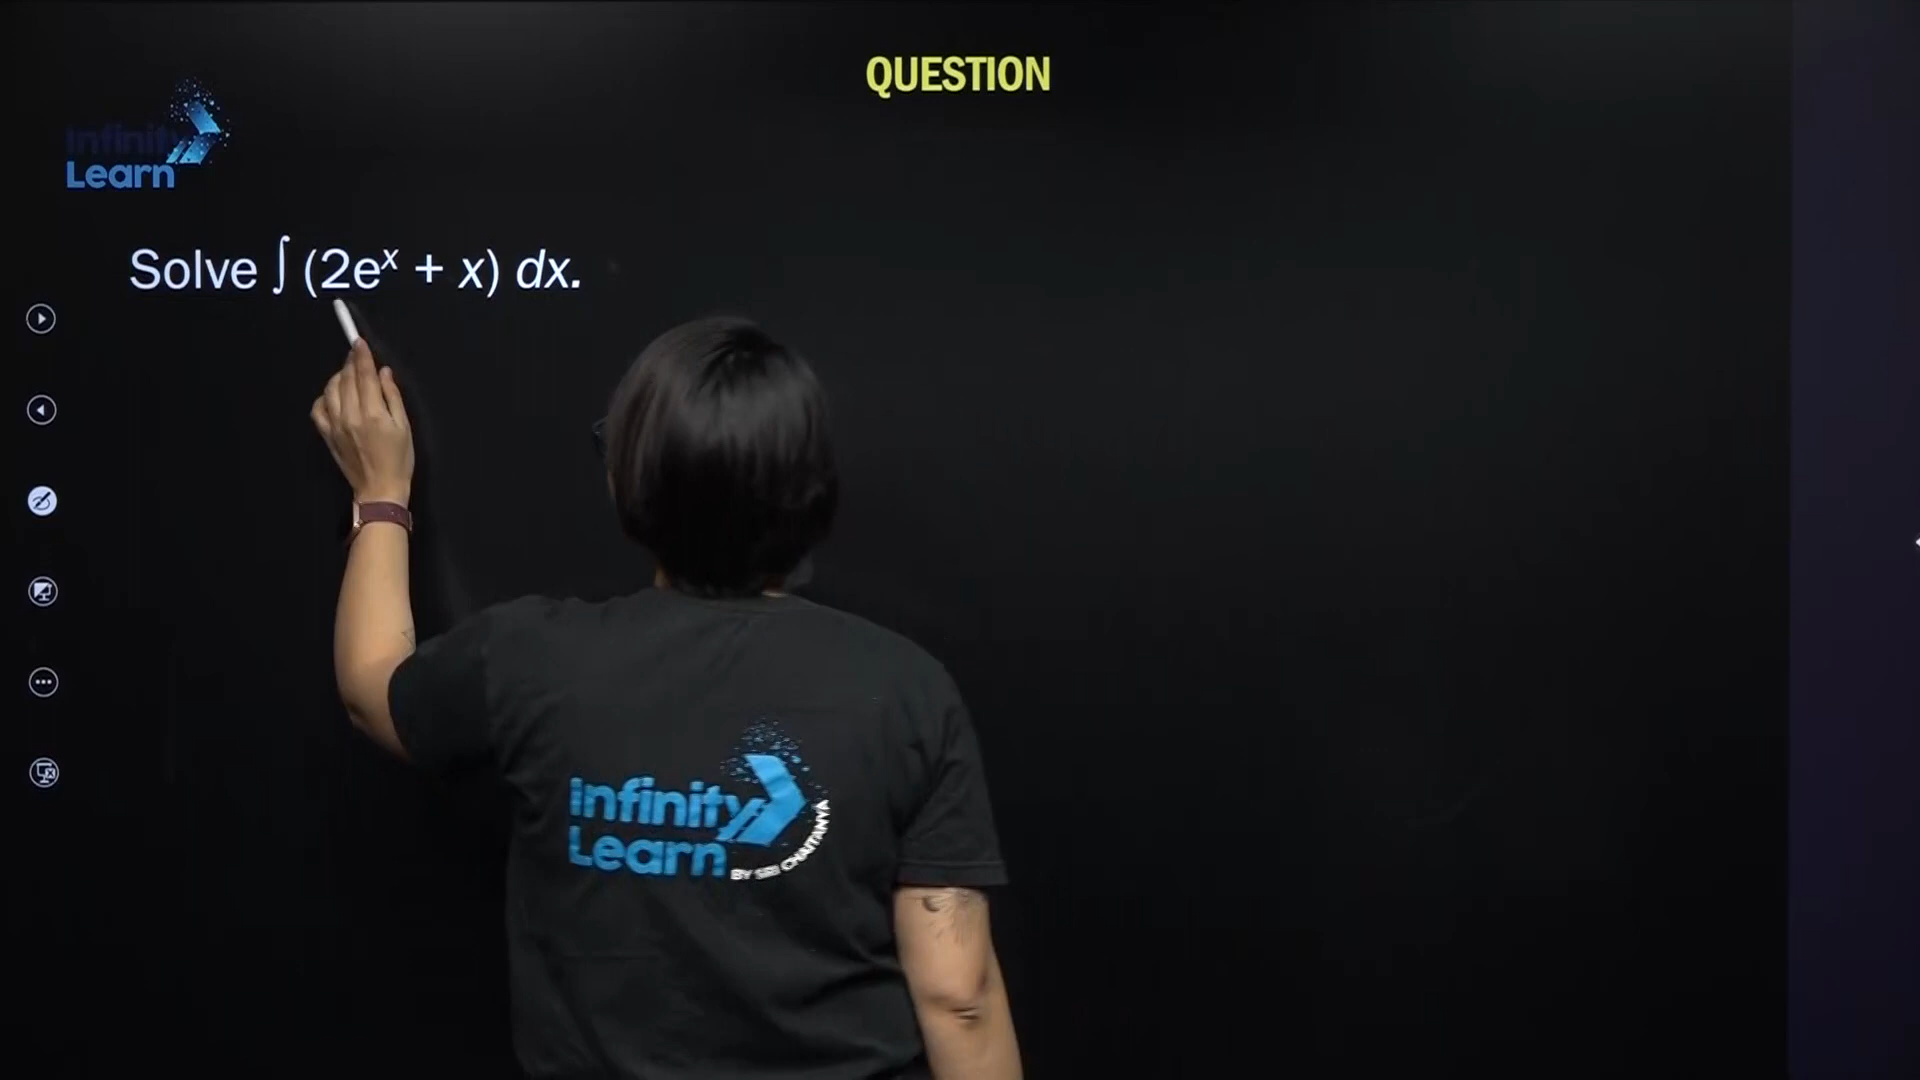 QUESTION
Infinity
Learn
Solve ∫ (2eˣ + x) dx.
Infinity
Learn
BY SRI CHAITANYA